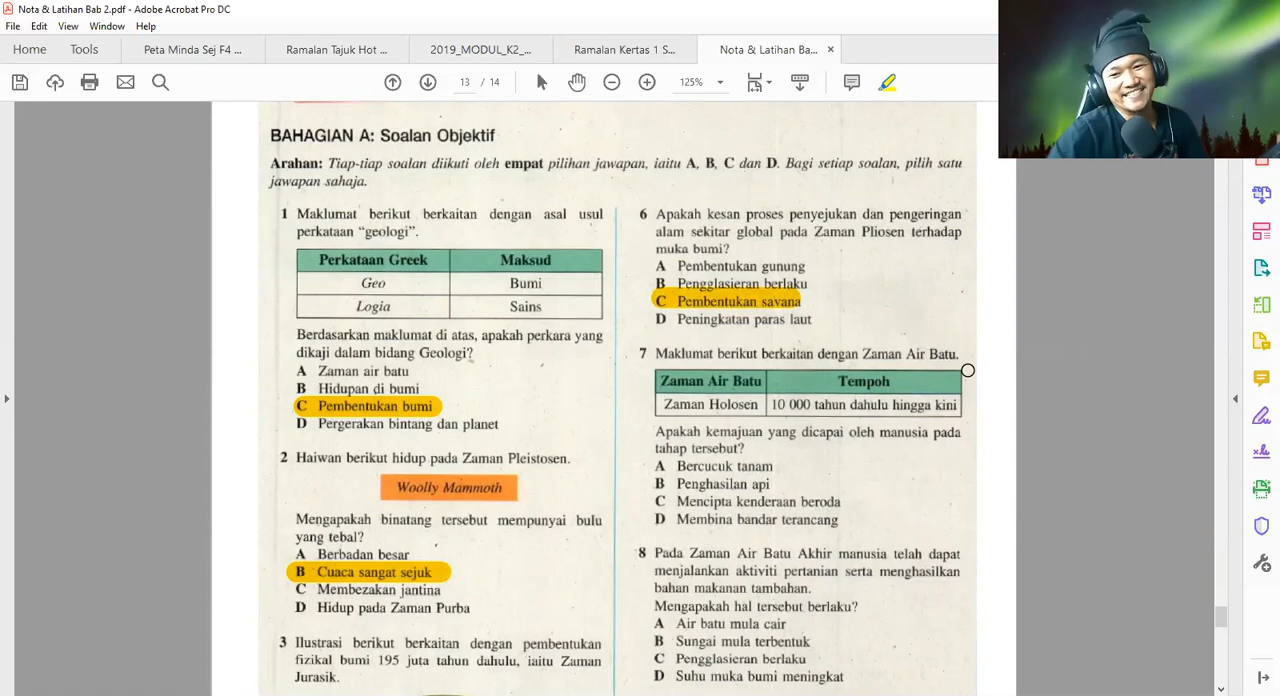 Nota & Latihan Bab 2.pdf - Adobe Acrobat Pro DC
File Edit View Window Help
Home Tools Peta Minda Sej F4 ... Ramalan Tajuk Hot ... 2019_MODUL_K2_... Ramalan Kertas 1 S... Nota & Latihan Ba... ×
13 / 14 125%
BAHAGIAN A: Soalan Objektif
Arahan: Tiap-tiap soalan diikuti oleh empat pilihan jawapan, iaitu A, B, C dan D. Bagi setiap soalan, pilih satu
jawapan sahaja.
1 Maklumat berikut berkaitan dengan asal usul
perkataan “geologi”.
Perkataan Greek Maksud
Geo Bumi
Logia Sains
Berdasarkan maklumat di atas, apakah perkara yang
dikaji dalam bidang Geologi?
A Zaman air batu
B Hidupan di bumi
C Pembentukan bumi
D Pergerakan bintang dan planet
2 Haiwan berikut hidup pada Zaman Pleistosen.
Woolly Mammoth
Mengapakah binatang tersebut mempunyai bulu
yang tebal?
A Berbadan besar
B Cuaca sangat sejuk
C Membezakan jantina
D Hidup pada Zaman Purba
3 Ilustrasi berikut berkaitan dengan pembentukan
fizikal bumi 195 juta tahun dahulu, iaitu Zaman
Jurasik.
6 Apakah kesan proses penyejukan dan pengeringan
alam sekitar global pada Zaman Pliosen terhadap
muka bumi?
A Pembentukan gunung
B Pengglasieran berlaku
C Pembentukan savana
D Peningkatan paras laut
7 Maklumat berikut berkaitan dengan Zaman Air Batu.
Zaman Air Batu Tempoh
Zaman Holosen 10 000 tahun dahulu hingga kini
Apakah kemajuan yang dicapai oleh manusia pada
tahap tersebut?
A Bercucuk tanam
B Penghasilan api
C Mencipta kenderaan beroda
D Membina bandar terancang
8 Pada Zaman Air Batu Akhir manusia telah dapat
menjalankan aktiviti pertanian serta menghasilkan
bahan makanan tambahan.
Mengapakah hal tersebut berlaku?
A Air batu mula cair
B Sungai mula terbentuk
C Pengglasieran berlaku
D Suhu muka bumi meningkat